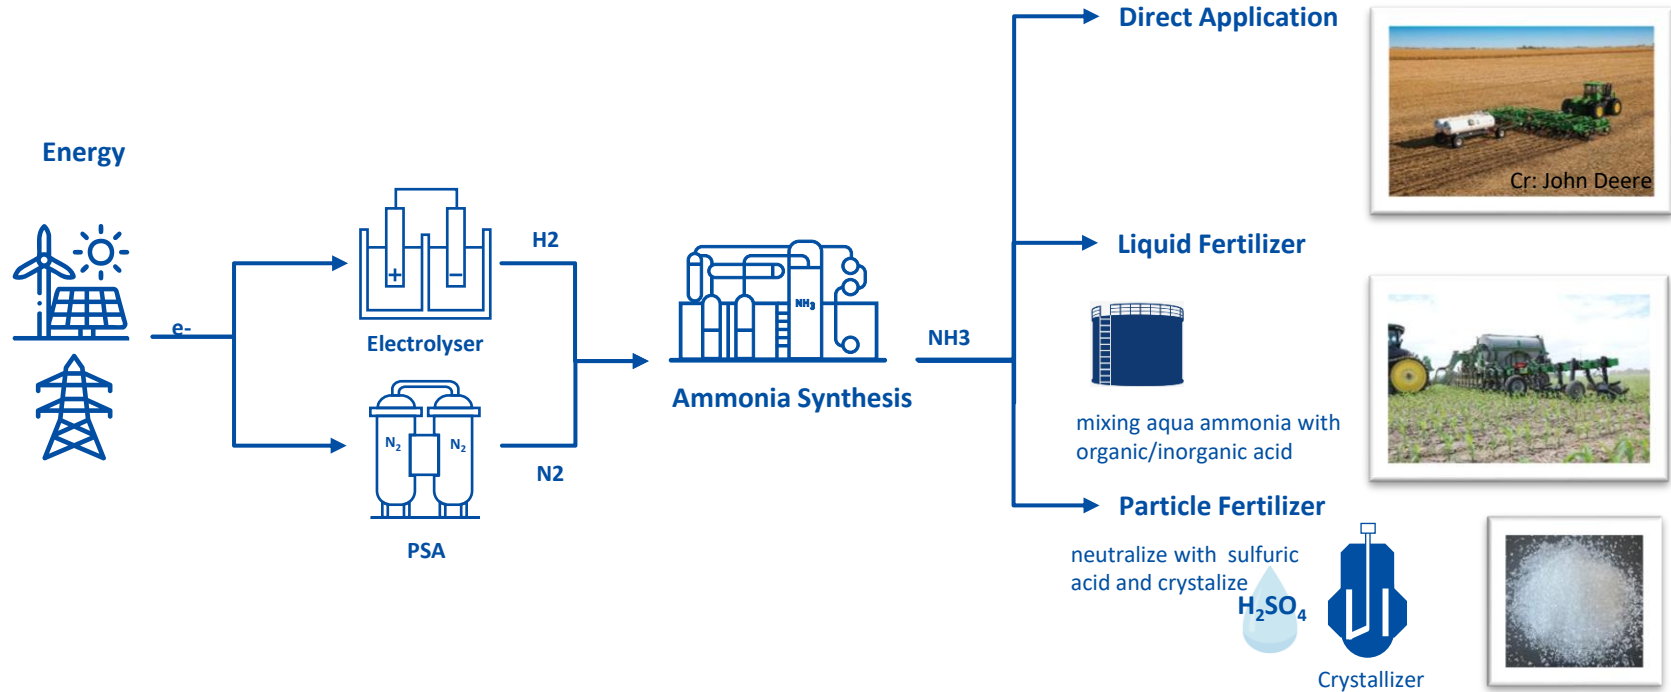 Energy
e-
+
−
Electrolyser
H2
N₂
N₂
PSA
N2
NH₃
Ammonia Synthesis
NH3
Direct Application
Cr: John Deere
Liquid Fertilizer
mixing aqua ammonia with
organic/inorganic acid
Particle Fertilizer
neutralize with sulfuric
acid and crystalize
H₂SO₄
Crystallizer